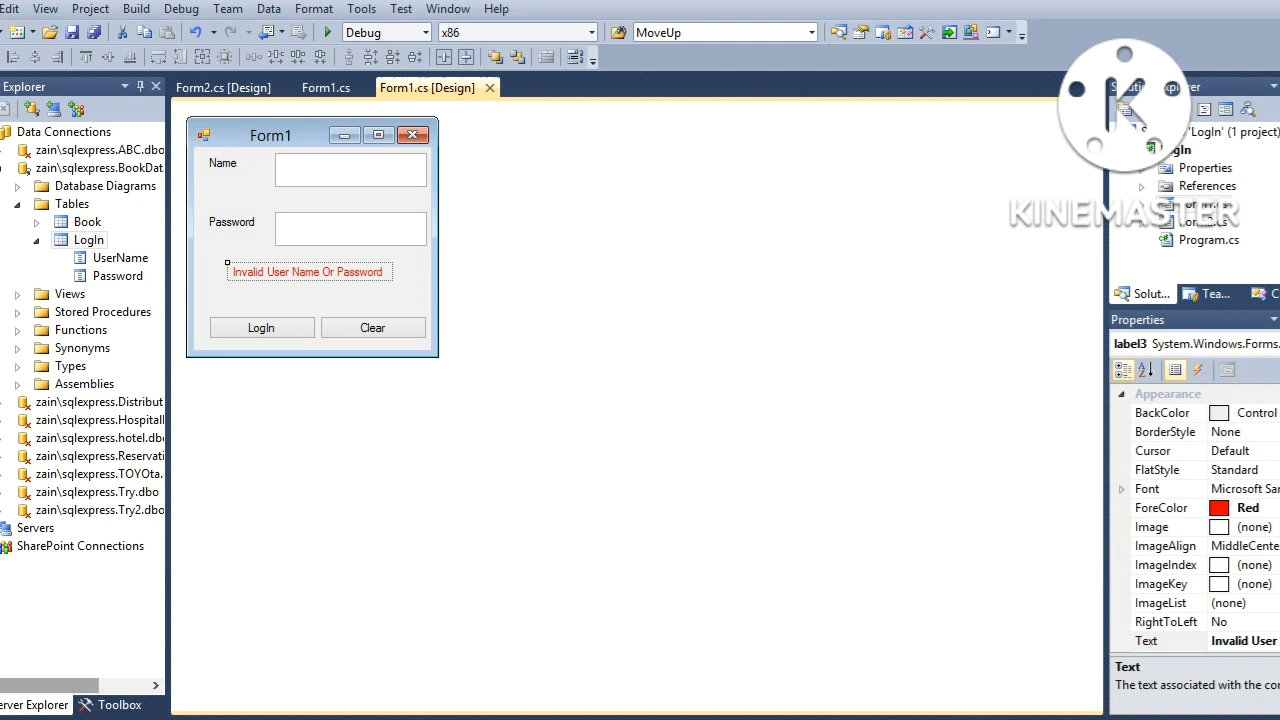 Edit View Project Build Debug Team Data Format Tools Test Window Help
Debug x86 MoveUp
Explorer
Form2.cs [Design] Form1.cs Form1.cs [Design]
Explorer
Data Connections
zain\sqlexpress.ABC.dbo
zain\sqlexpress.BookDat
Database Diagrams
Tables
Book
LogIn
UserName
Password
Views
Stored Procedures
Functions
Synonyms
Types
Assemblies
zain\sqlexpress.Distribut
zain\sqlexpress.Hospitall
zain\sqlexpress.hotel.dbo
zain\sqlexpress.Reservati
zain\sqlexpress.TOYOta.
zain\sqlexpress.Try.dbo
zain\sqlexpress.Try2.dbo
Servers
SharePoint Connections
erver Explorer Toolbox
Form1
Name
Password
Invalid User Name Or Password
LogIn Clear
KINEMASTER
'LogIn' (1 project)
Properties
References
Program.cs
Solut... Tea...
Properties
label3 System.Windows.Forms.
Appearance
BackColor Control
BorderStyle None
Cursor Default
FlatStyle Standard
Font Microsoft San
ForeColor Red
Image (none)
ImageAlign MiddleCente
ImageIndex (none)
ImageKey (none)
ImageList (none)
RightToLeft No
Text Invalid User
Text
The text associated with the con